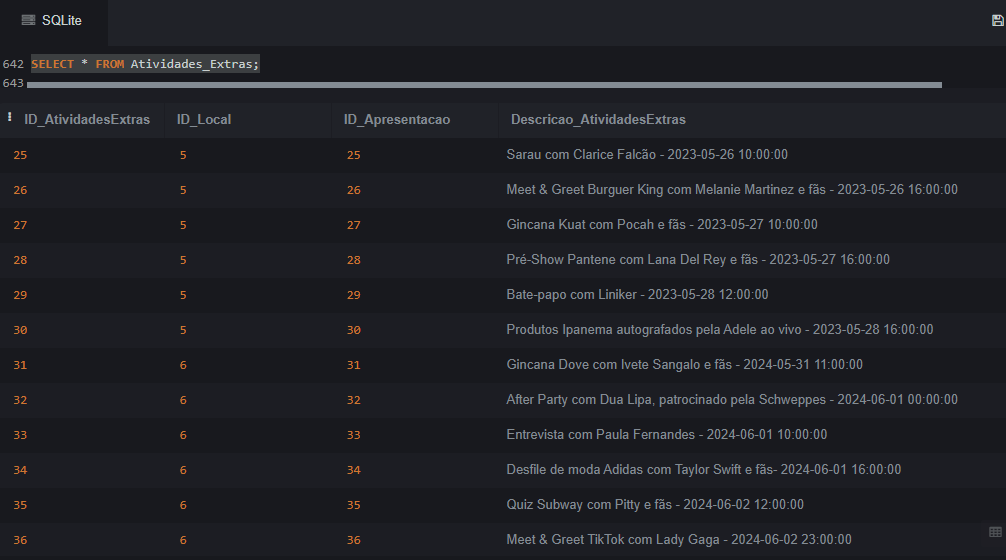 SQLite
642 SELECT * FROM Atividades_Extras;
643
ID_AtividadesExtras ID_Local ID_Apresentacao Descricao_AtividadesExtras
25 5 25 Sarau com Clarice Falcão - 2023-05-26 10:00:00
26 5 26 Meet & Greet Burguer King com Melanie Martinez e fãs - 2023-05-26 16:00:00
27 5 27 Gincana Kuat com Pocah e fãs - 2023-05-27 10:00:00
28 5 28 Pré-Show Pantene com Lana Del Rey e fãs - 2023-05-27 16:00:00
29 5 29 Bate-papo com Liniker - 2023-05-28 12:00:00
30 5 30 Produtos Ipanema autografados pela Adele ao vivo - 2023-05-28 16:00:00
31 6 31 Gincana Dove com Ivete Sangalo e fãs - 2024-05-31 11:00:00
32 6 32 After Party com Dua Lipa, patrocinado pela Schweppes - 2024-06-01 00:00:00
33 6 33 Entrevista com Paula Fernandes - 2024-06-01 10:00:00
34 6 34 Desfile de moda Adidas com Taylor Swift e fãs- 2024-06-01 16:00:00
35 6 35 Quiz Subway com Pitty e fãs - 2024-06-02 12:00:00
36 6 36 Meet & Greet TikTok com Lady Gaga - 2024-06-02 23:00:00